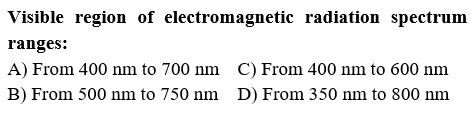 Visible region of electromagnetic radiation spectrum
ranges:
A) From 400 nm to 700 nm C) From 400 nm to 600 nm
B) From 500 nm to 750 nm D) From 350 nm to 800 nm